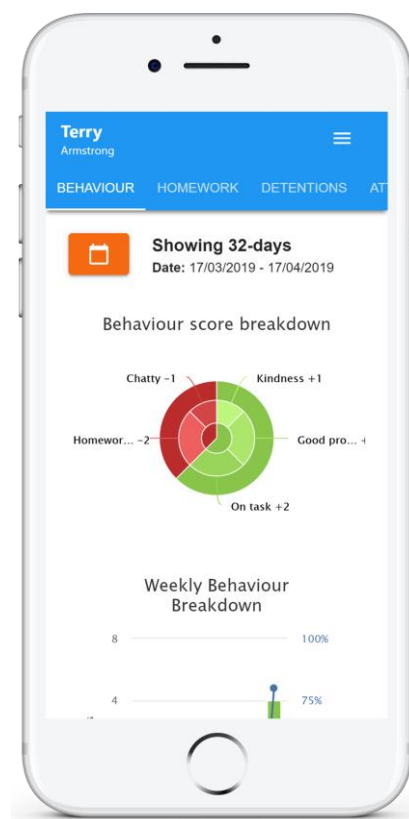 Terry
Armstrong
BEHAVIOUR HOMEWORK DETENTIONS AT
Showing 32-days
Date: 17/03/2019 - 17/04/2019
Behaviour score breakdown
Chatty -1 Kindness +1
Homewor... -2 Good pro... +
On task +2
Weekly Behaviour
Breakdown
8 100%
4 75%